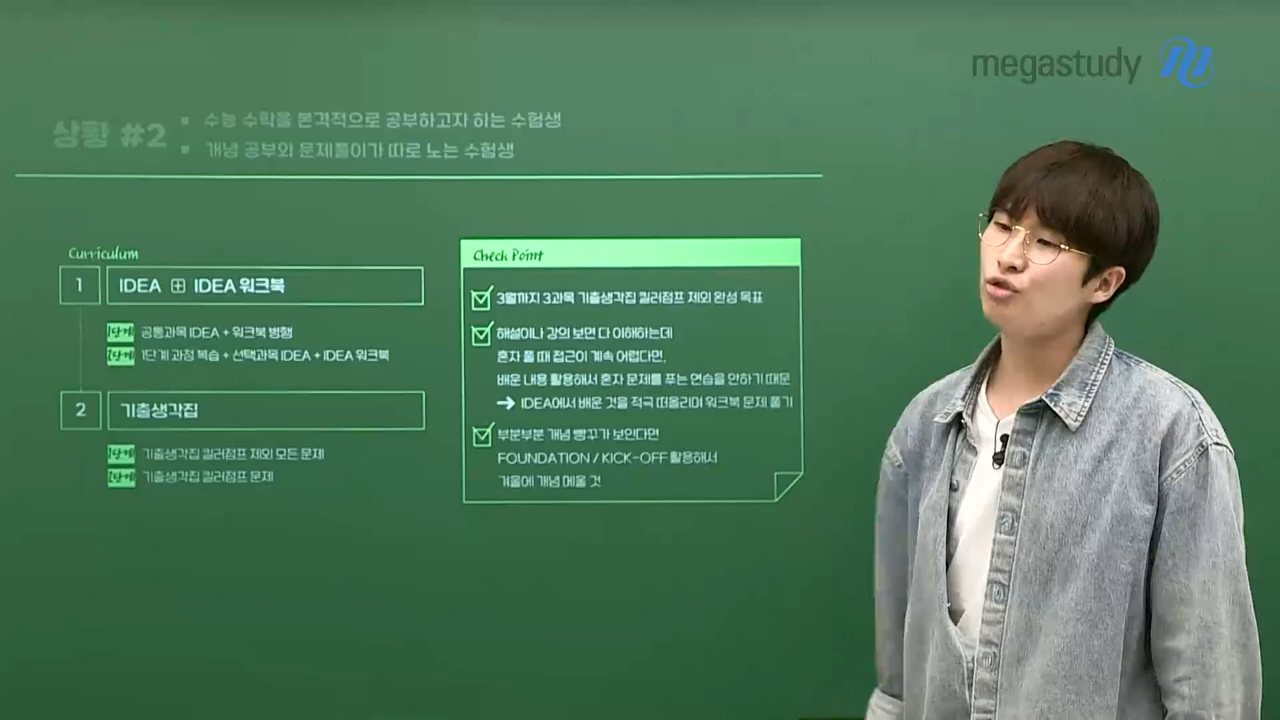 megastudy
상황 #2
수능 수학을 본격적으로 공부하고자 하는 수험생
개념 공부와 문제풀이가 따로 노는 수험생
Curriculum
1 IDEA + IDEA 워크북
1단계 공통과목 IDEA + 워크북 병행
2단계 1단계 과정 복습 + 선택과목 IDEA + IDEA 워크북
2 기출생각집
1단계 기출생각집 킬러점프 제외 모든 문제
2단계 기출생각집 킬러점프 문제
Check Point
3월까지 3과목 기출생각집 킬러점프 제외 완성 목표
해설이나 강의 보면 다 이해하는데
혼자 풀 때 접근이 계속 어렵다면,
배운 내용 활용해서 혼자 문제를 푸는 연습을 안하기 때문
→ IDEA에서 배운 것을 적극 떠올리며 워크북 문제 풀기
부분부분 개념 빵꾸가 보인다면
FOUNDATION / KICK-OFF 활용해서
겨울에 개념 메울 것